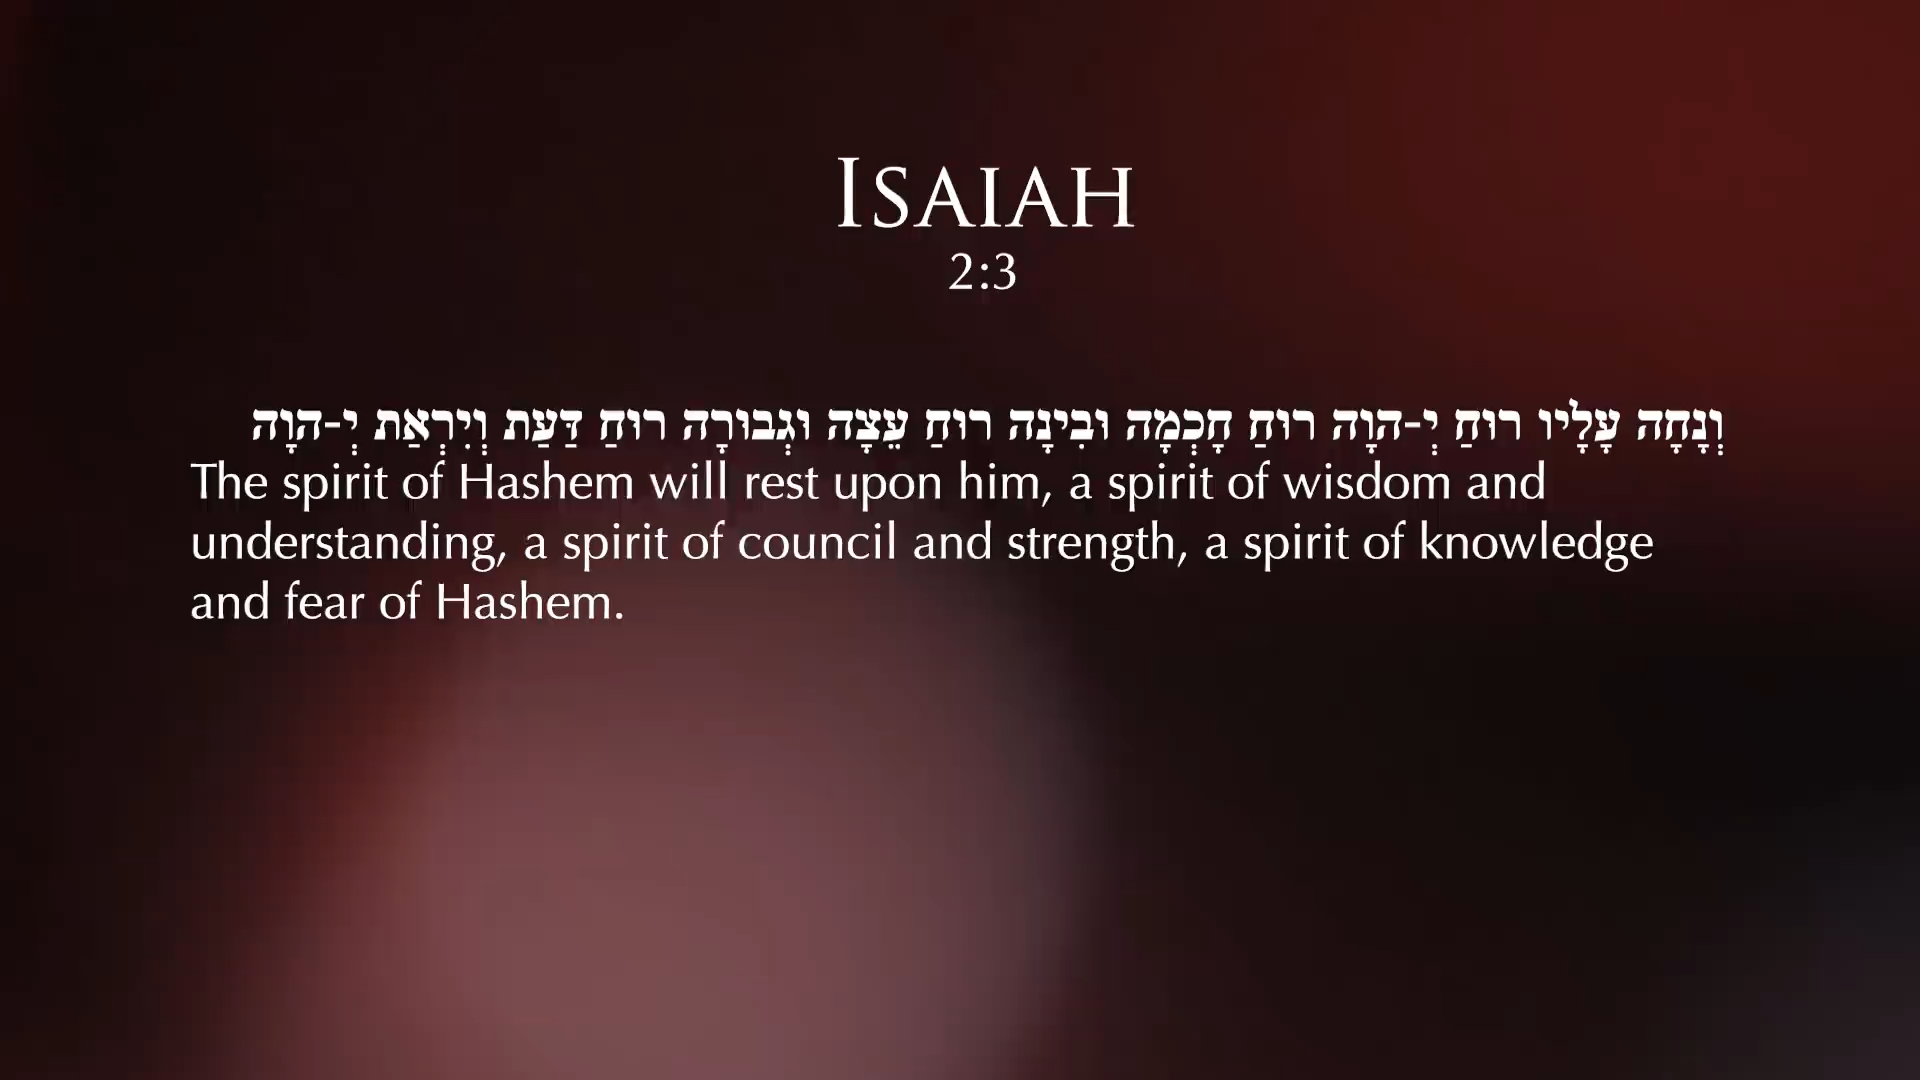 Isaiah
2:3
וְנָחָה עָלָיו רוּחַ יְ-הוָה רוּחַ חָכְמָה וּבִינָה רוּחַ עֵצָה וּגְבוּרָה רוּחַ דַּעַת וְיִרְאַת יְ-הוָה
The spirit of Hashem will rest upon him, a spirit of wisdom and
understanding, a spirit of council and strength, a spirit of knowledge
and fear of Hashem.